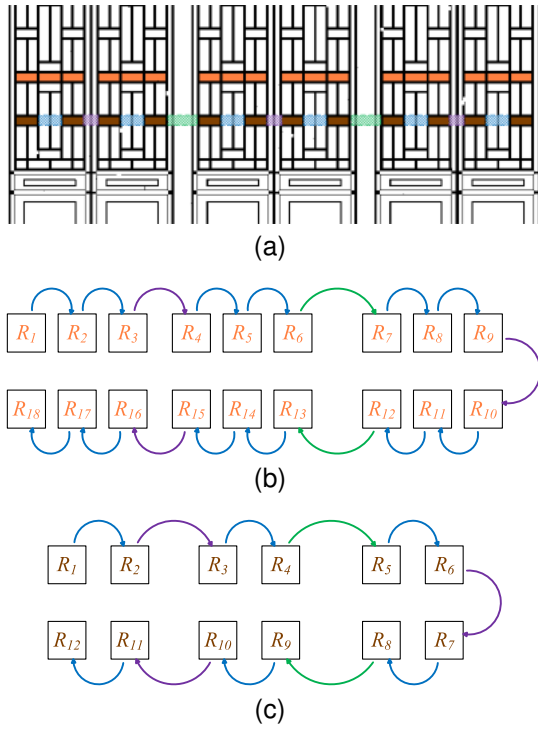 (a)
R1 R2 R3 R4 R5 R6 R7 R8 R9
R18 R17 R16 R15 R14 R13 R12 R11 R10
(b)
R1 R2 R3 R4 R5 R6
R12 R11 R10 R9 R8 R7
(c)